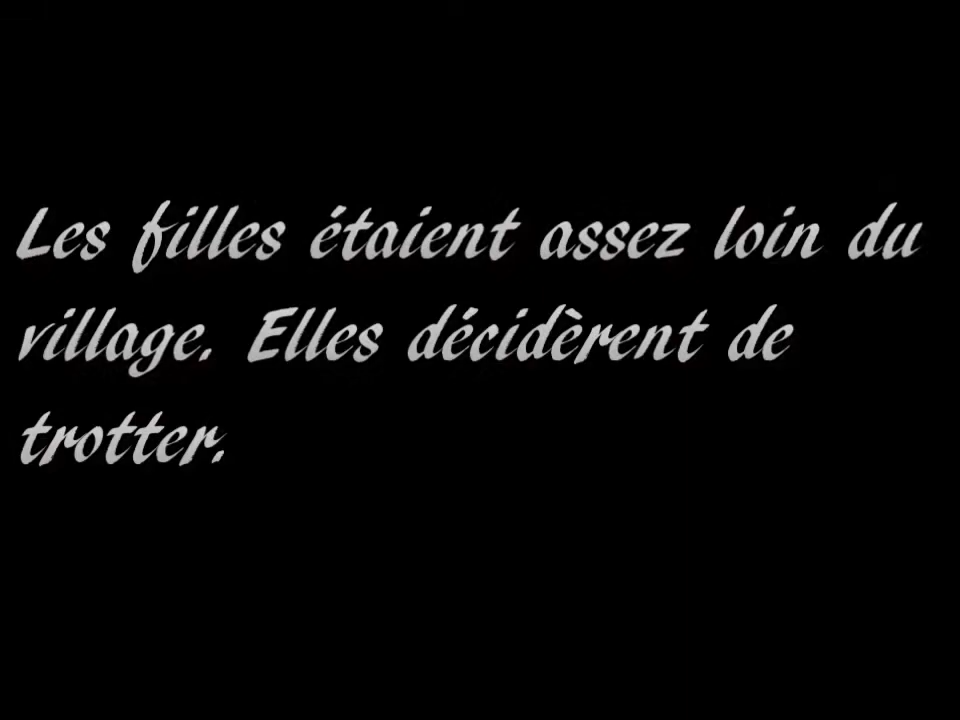 Les filles étaient assez loin du
village. Elles décidèrent de
trotter.